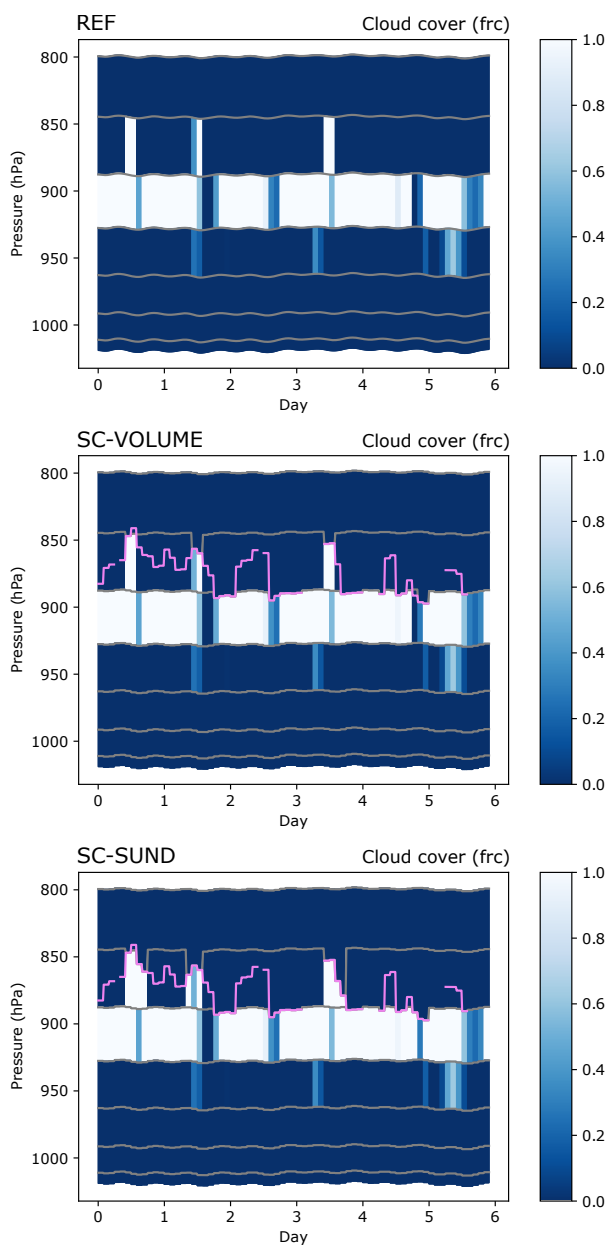 REF Cloud cover (frc)
800
850
900
950
1000
Pressure (hPa)
0 1 2 3 4 5 6
Day
1.0
0.8
0.6
0.4
0.2
0.0
SC-VOLUME Cloud cover (frc)
800
850
900
950
1000
Pressure (hPa)
0 1 2 3 4 5 6
Day
1.0
0.8
0.6
0.4
0.2
0.0
SC-SUND Cloud cover (frc)
800
850
900
950
1000
Pressure (hPa)
0 1 2 3 4 5 6
Day
1.0
0.8
0.6
0.4
0.2
0.0